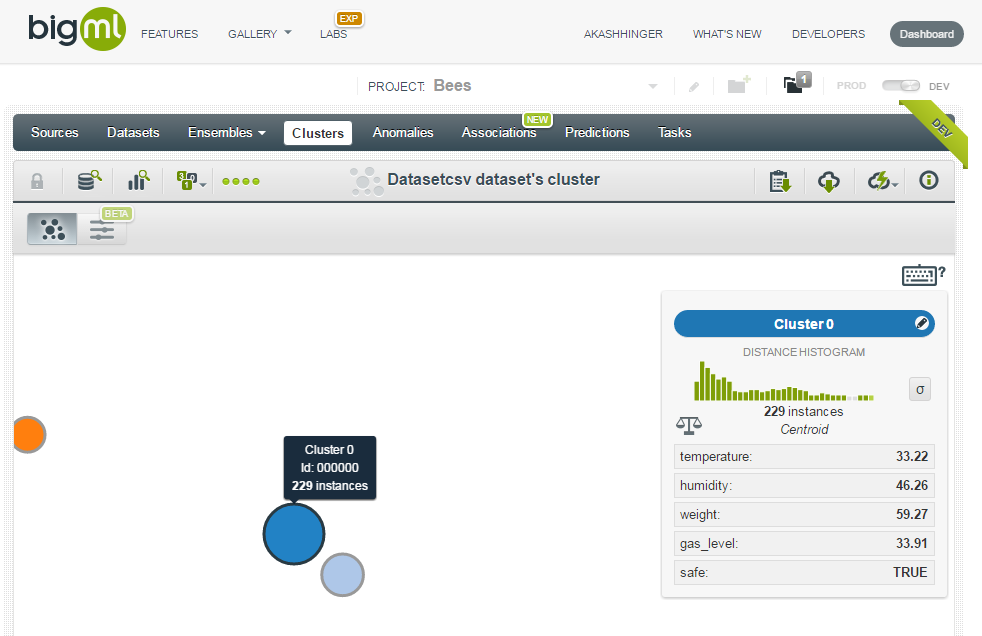 bigml
FEATURES
GALLERY
LABS
EXP
AKASHHINGER
WHAT'S NEW
DEVELOPERS
Dashboard
PROJECT: Bees
1
PROD
DEV
Sources
Datasets
Ensembles
Clusters
Anomalies
Associations
NEW
Predictions
Tasks
DEV
Datasetcsv dataset's cluster
BETA
?
Cluster 0
DISTANCE HISTOGRAM
σ
229 instances
Centroid
temperature: 33.22
humidity: 46.26
weight: 59.27
gas_level: 33.91
safe: TRUE
Cluster 0
Id: 000000
229 instances